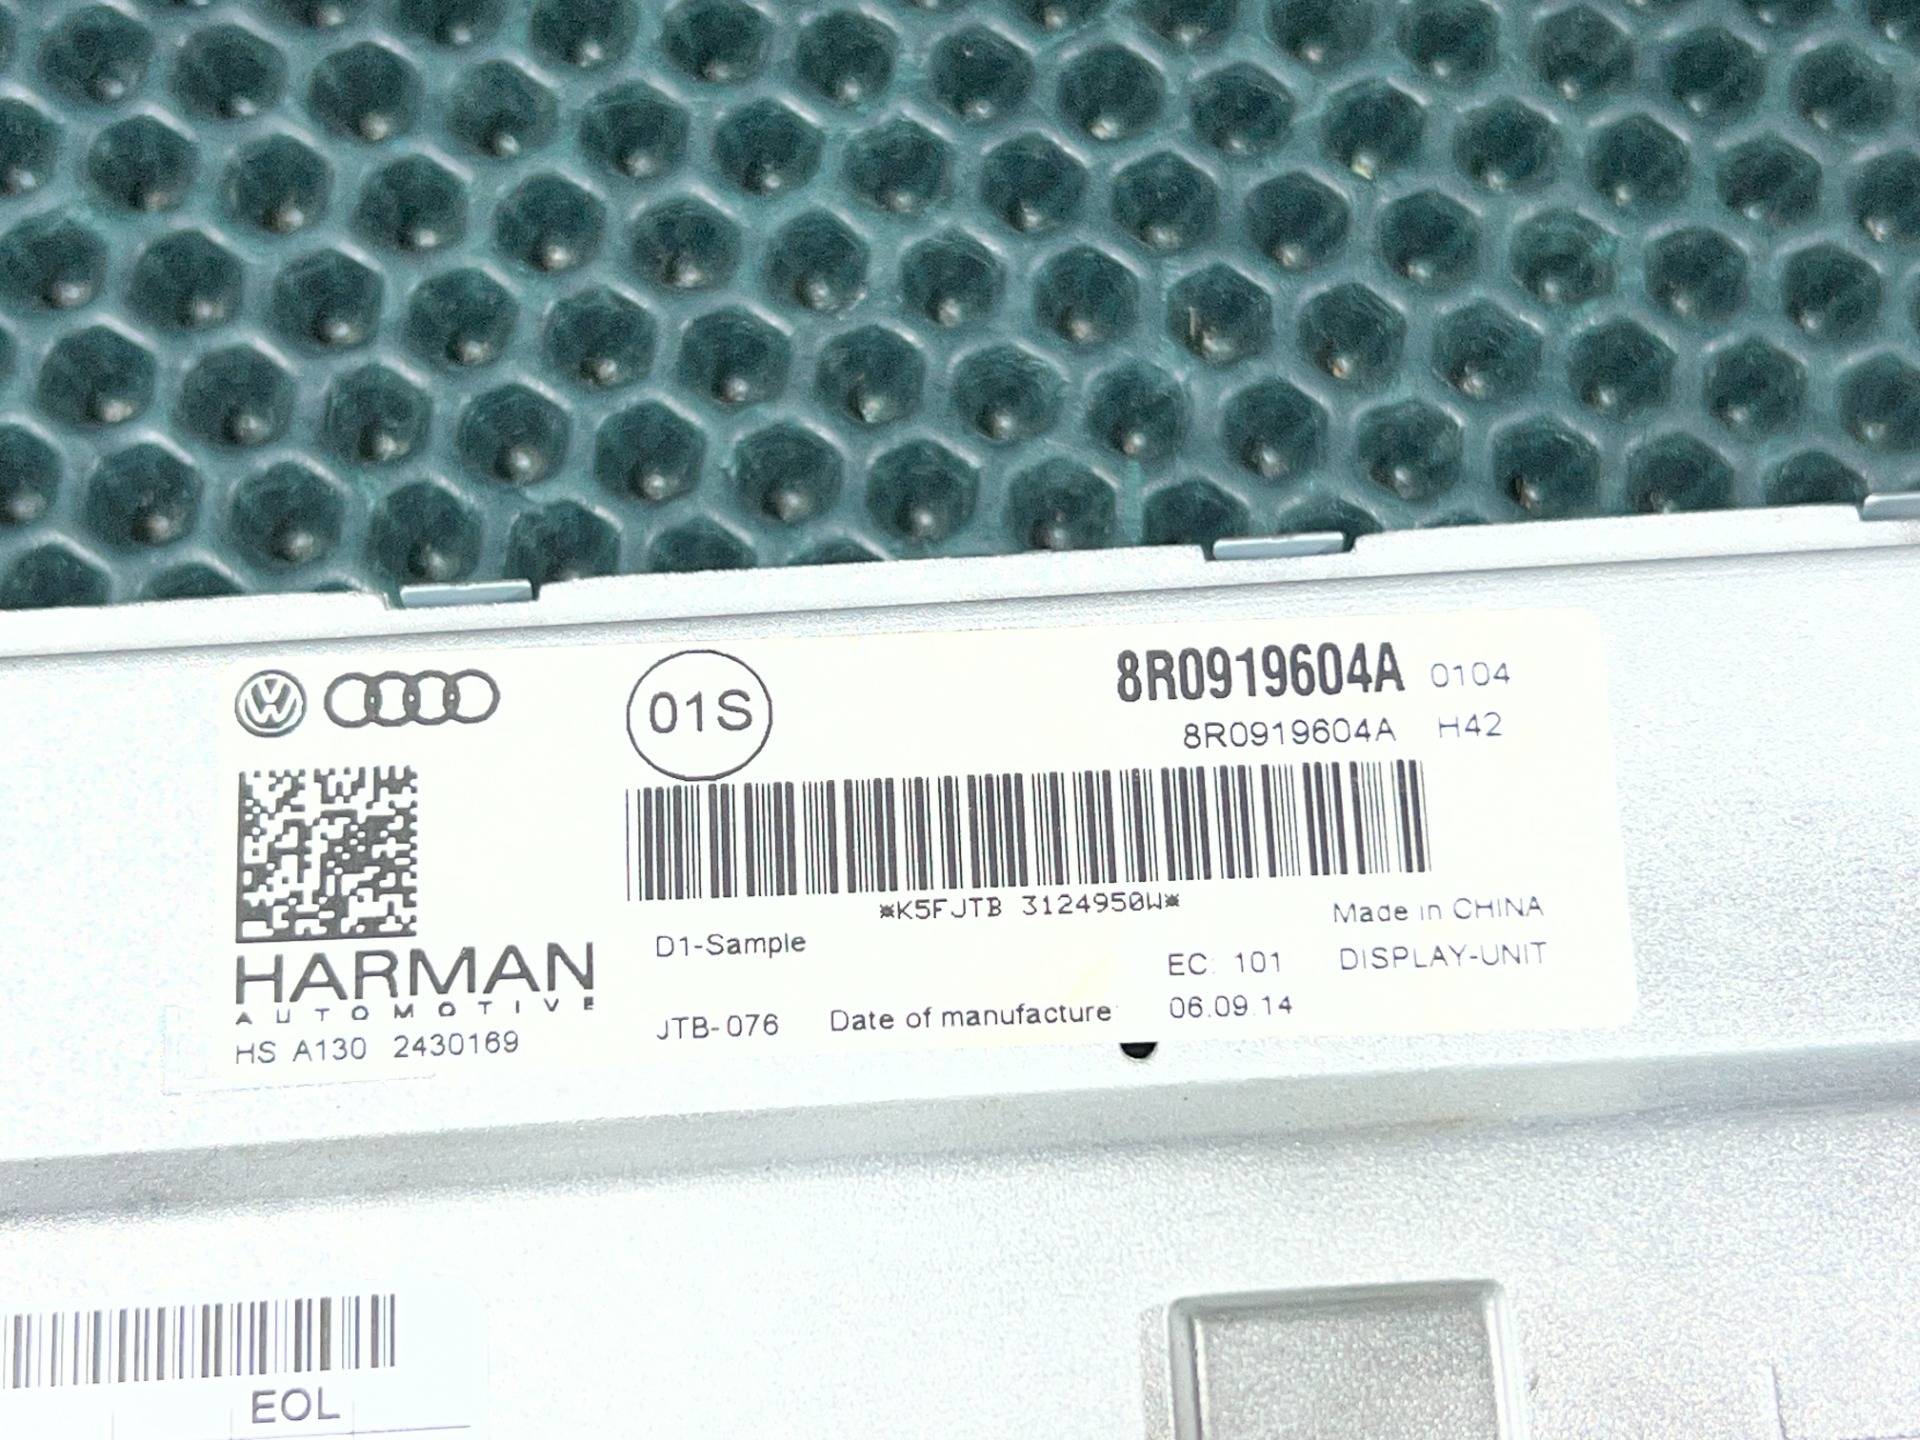 01S
8R0919604A 0104
8R0919604A H42
*K5FJTB 3124950W*
Made in CHINA
D1-Sample
EC: 101 DISPLAY-UNIT
HARMAN
AUTOMOTIVE
JTB-076 Date of manufacture: 06.09.14
HS A130 2430169
EOL